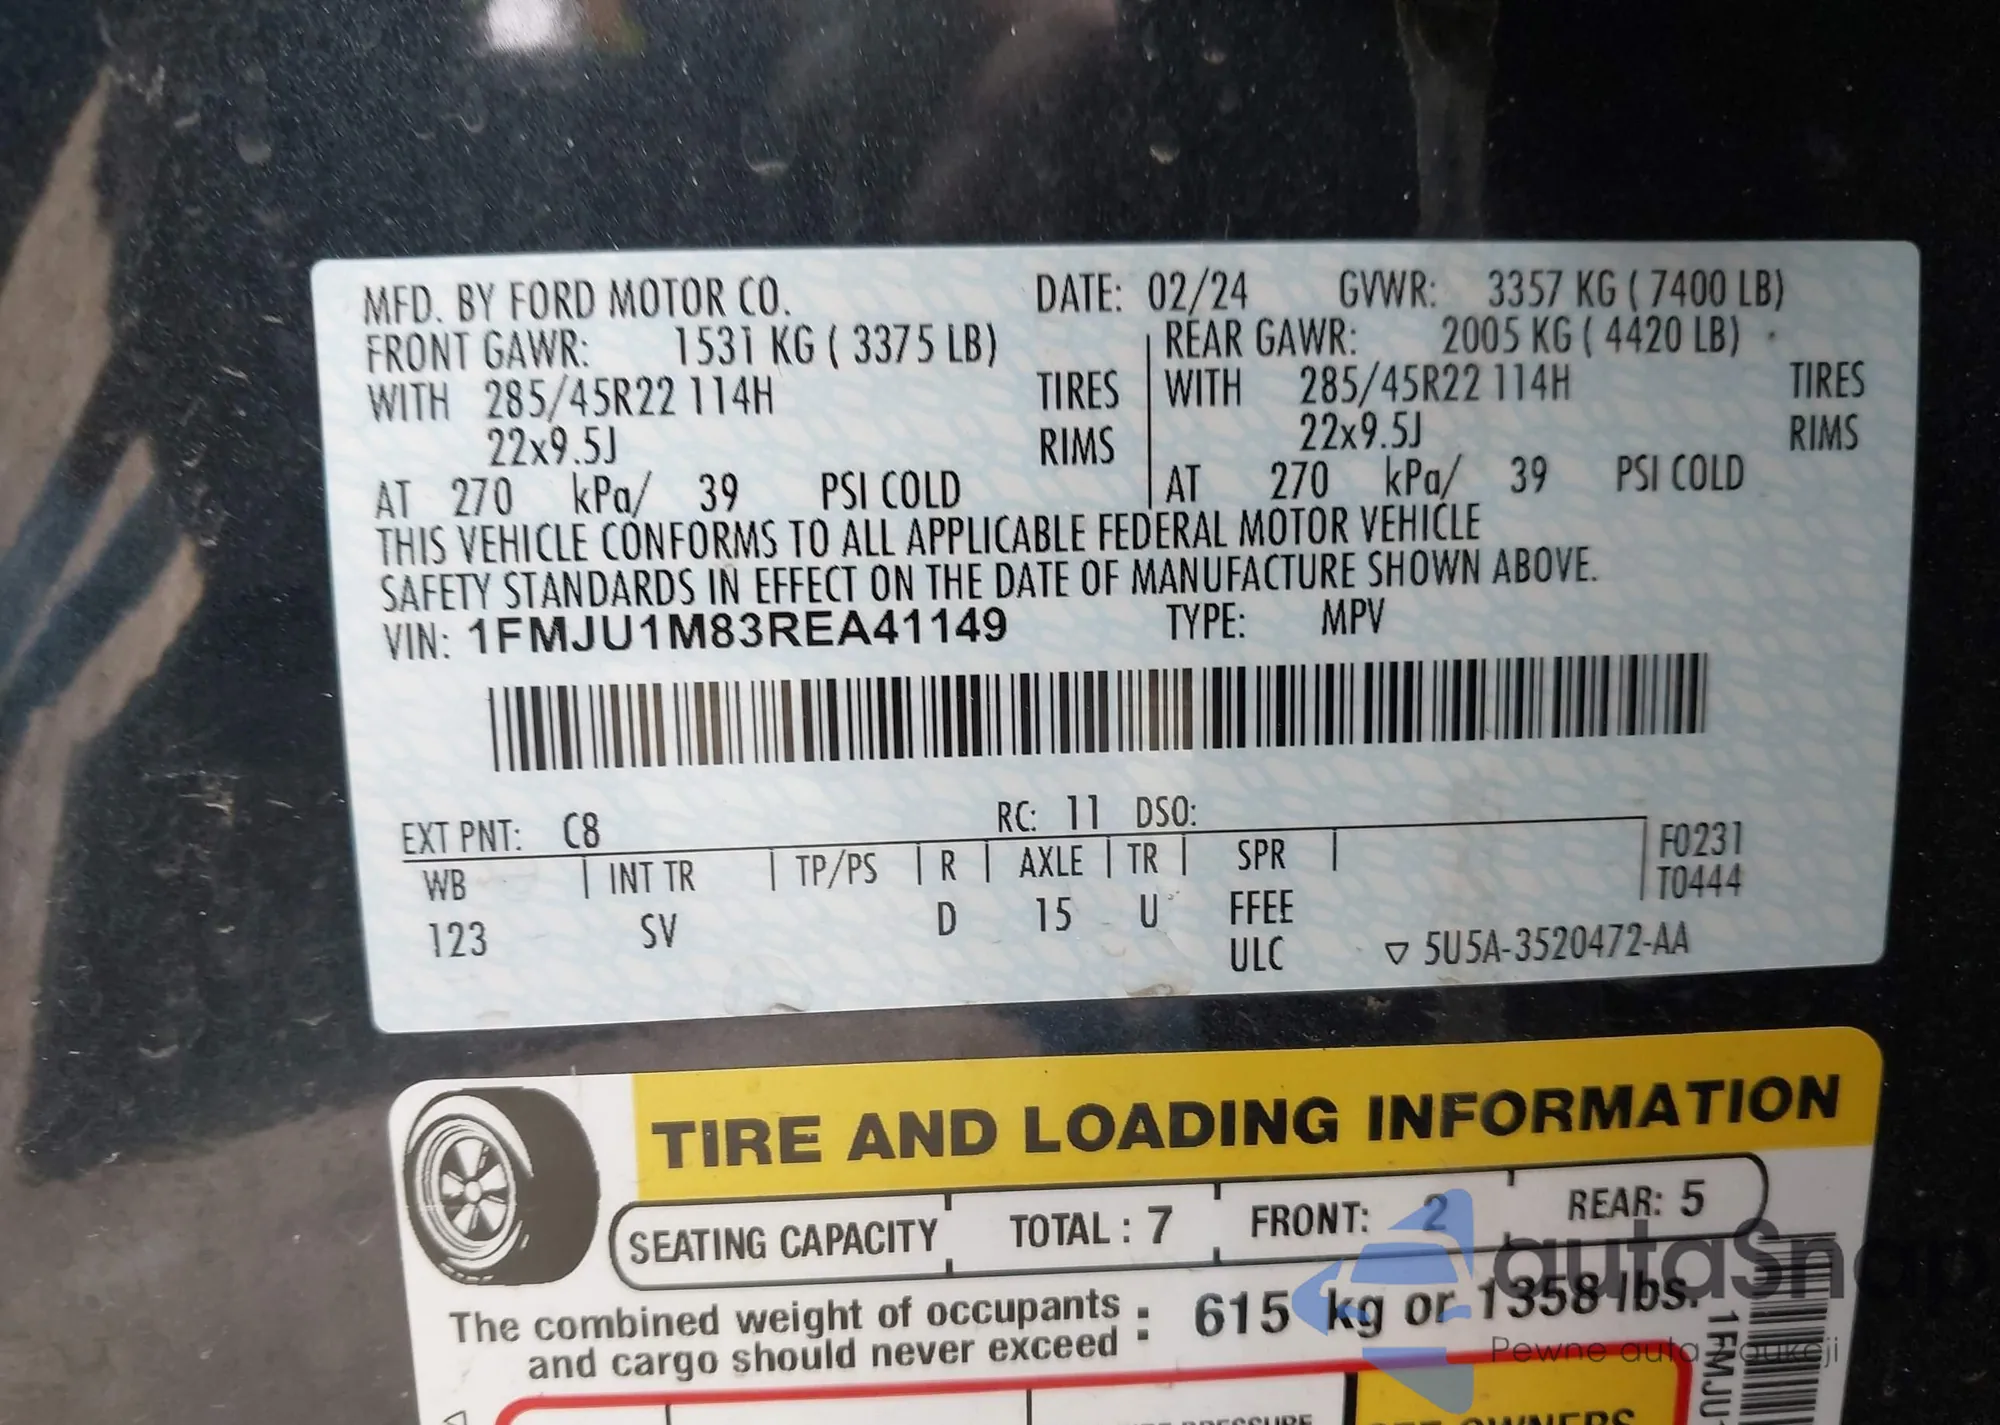 MFD. BY FORD MOTOR CO. DATE: 02/24 GVWR: 3357 KG ( 7400 LB)
FRONT GAWR: 1531 KG ( 3375 LB) REAR GAWR: 2005 KG ( 4420 LB)
WITH 285/45R22 114H TIRES WITH 285/45R22 114H TIRES
22x9.5J RIMS 22x9.5J RIMS
AT 270 kPa/ 39 PSI COLD AT 270 kPa/ 39 PSI COLD
THIS VEHICLE CONFORMS TO ALL APPLICABLE FEDERAL MOTOR VEHICLE
SAFETY STANDARDS IN EFFECT ON THE DATE OF MANUFACTURE SHOWN ABOVE.
VIN: 1FMJU1M83REA41149 TYPE: MPV
EXT PNT: C8 RC: 11 DSO:
WB INT TR TP/PS R AXLE TR SPR F0231
T0444
123 SV D 15 U FFEE
ULC ▽ 5U5A-3520472-AA
TIRE AND LOADING INFORMATION
SEATING CAPACITY TOTAL : 7 FRONT: 2 REAR: 5
The combined weight of occupants
and cargo should never exceed : 615 kg or 1358 lbs.
autaSna
Pewne auta z aukcji
1FMJU